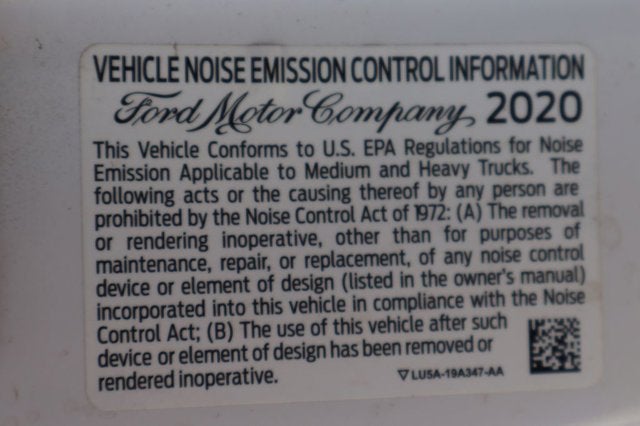 VEHICLE NOISE EMISSION CONTROL INFORMATION
Ford Motor Company, 2020
This Vehicle Conforms to U.S. EPA Regulations for Noise
Emission Applicable to Medium and Heavy Trucks. The
following acts or the causing thereof by any person are
prohibited by the Noise Control Act of 1972: (A) The removal
or rendering inoperative, other than for purposes of
maintenance, repair, or replacement, of any noise control
device or element of design (listed in the owner's manual)
incorporated into this vehicle in compliance with the Noise
Control Act; (B) The use of this vehicle after such
device or element of design has been removed or
rendered inoperative.
LU5A-19A347-AA